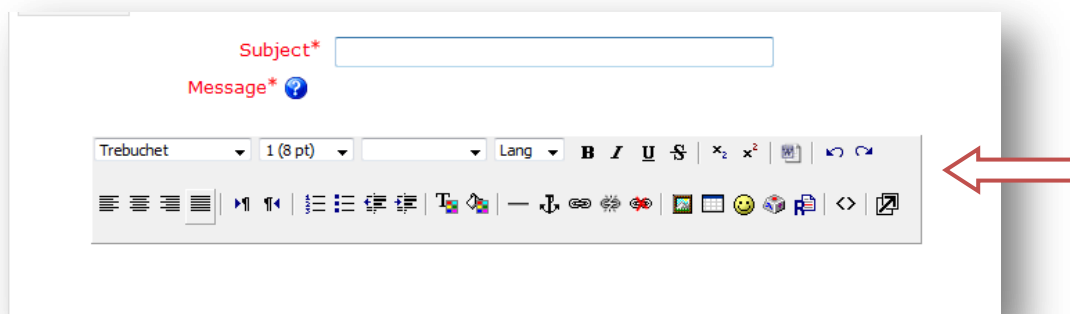 Subject*
Message*
Trebuchet 1 (8 pt) Lang B I U S x₂ x²